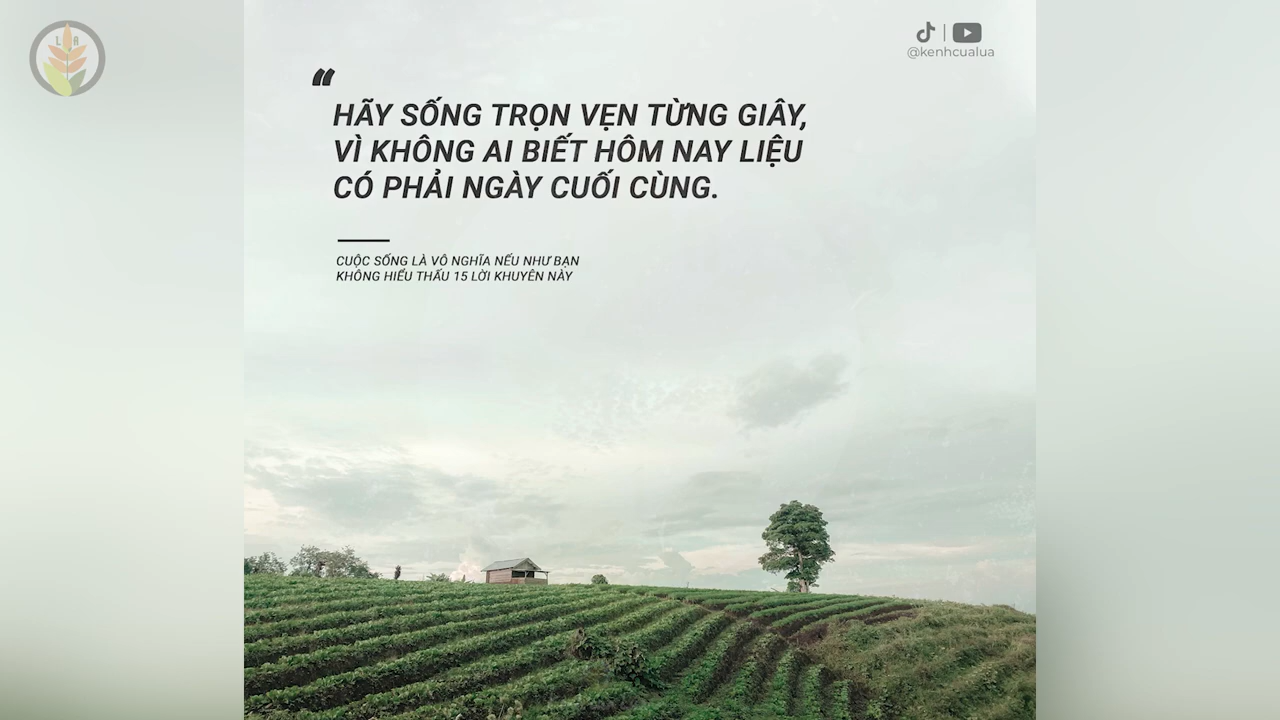 L A
@kenhcualua
“
HÃY SỐNG TRỌN VẸN TỪNG GIÂY,
VÌ KHÔNG AI BIẾT HÔM NAY LIỆU
CÓ PHẢI NGÀY CUỐI CÙNG.
CUỘC SỐNG LÀ VÔ NGHĨA NẾU NHƯ BẠN
KHÔNG HIỂU THẤU 15 LỜI KHUYÊN NÀY